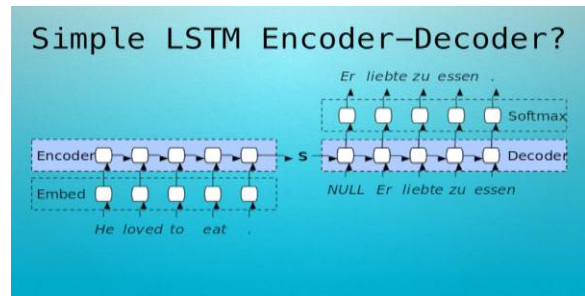 Simple LSTM Encoder–Decoder?
Er liebte zu essen .
Softmax
Encoder
S
Decoder
Embed
NULL Er liebte zu essen
He loved to eat .